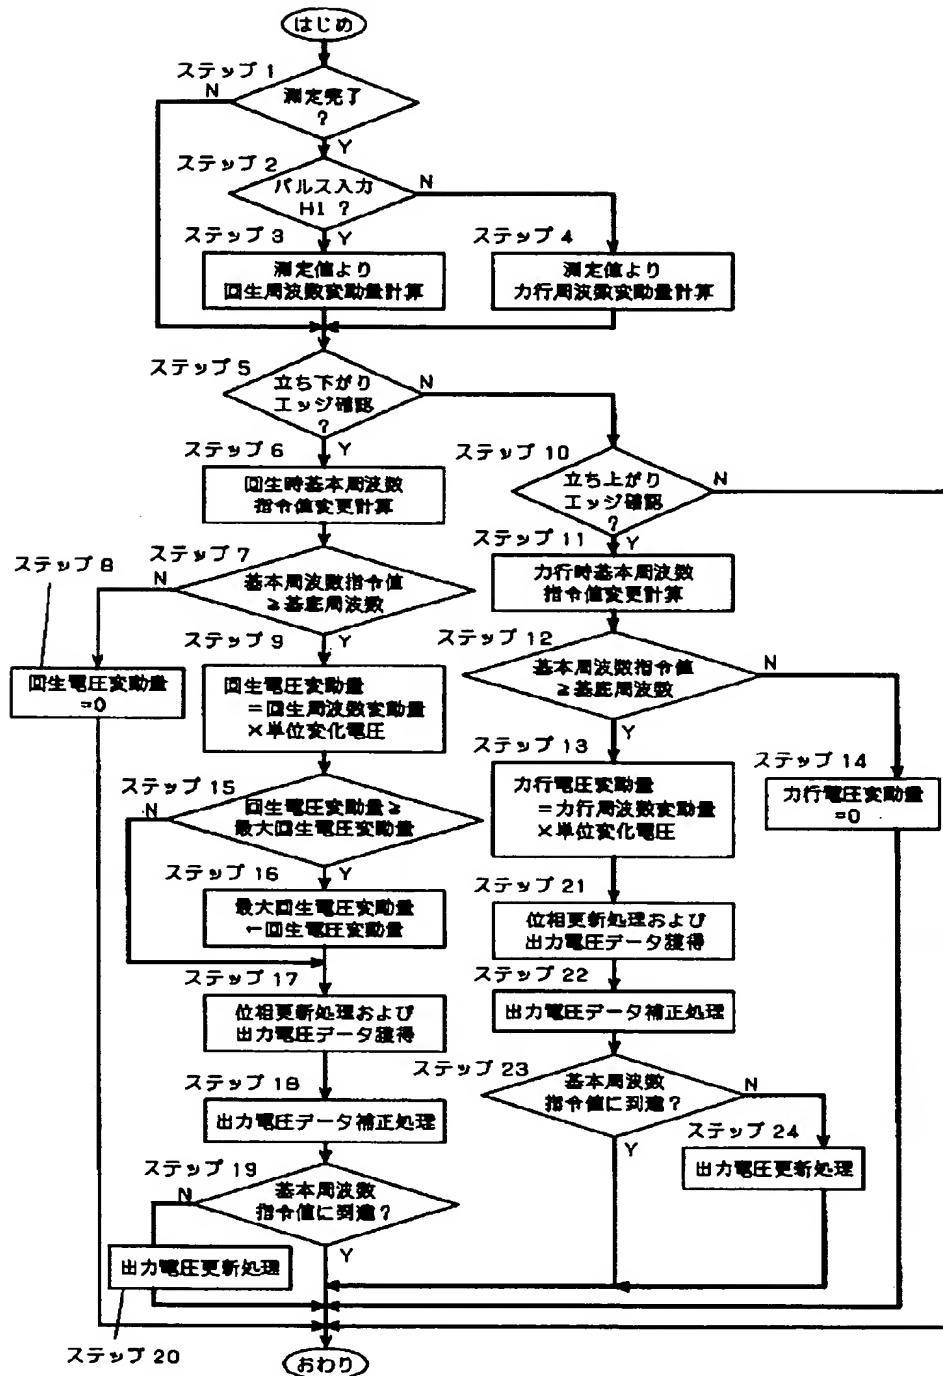 はじめ
ステップ 1
測定完了
?
N
Y
ステップ 2
パルス入力
HI ?
N
Y
ステップ 3
測定値より
回生周波数変動量計算
ステップ 4
測定値より
力行周波数変動量計算
ステップ 5
立ち下がり
エッジ確認
?
N
Y
ステップ 6
回生時基本周波数
指令値変更計算
ステップ 10
立ち上がり
エッジ確認
?
N
Y
ステップ 7
基本周波数指令値
≧基底周波数
N
Y
ステップ 8
回生電圧変動量
=0
ステップ 9
回生電圧変動量
=回生周波数変動量
×単位変化電圧
ステップ 11
力行時基本周波数
指令値変更計算
ステップ 12
基本周波数指令値
≧基底周波数
N
Y
ステップ 13
力行電圧変動量
=力行周波数変動量
×単位変化電圧
ステップ 14
力行電圧変動量
=0
ステップ 15
回生電圧変動量≧
最大回生電圧変動量
N
Y
ステップ 16
最大回生電圧変動量
←回生電圧変動量
ステップ 17
位相更新処理および
出力電圧データ獲得
ステップ 18
出力電圧データ補正処理
ステップ 19
基本周波数
指令値に到達?
N
Y
出力電圧更新処理
ステップ 20
ステップ 21
位相更新処理および
出力電圧データ獲得
ステップ 22
出力電圧データ補正処理
ステップ 23
基本周波数
指令値に到達?
N
Y
ステップ 24
出力電圧更新処理
おわり